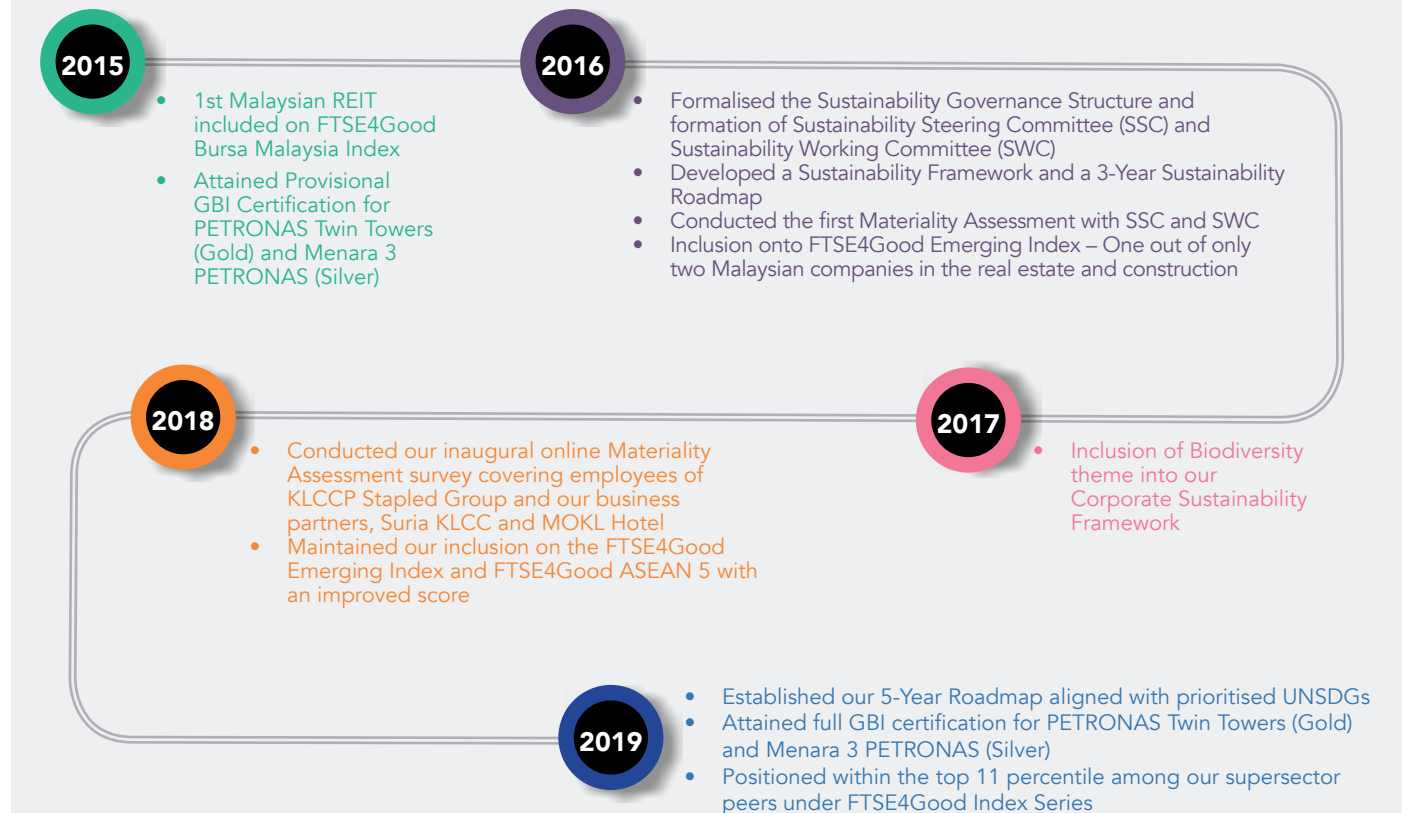 2015
• 1st Malaysian REIT
included on FTSE4Good
Bursa Malaysia Index
• Attained Provisional
GBI Certification for
PETRONAS Twin Towers
(Gold) and Menara 3
PETRONAS (Silver)
2016
• Formalised the Sustainability Governance Structure and
formation of Sustainability Steering Committee (SSC) and
Sustainability Working Committee (SWC)
• Developed a Sustainability Framework and a 3-Year Sustainability
Roadmap
• Conducted the first Materiality Assessment with SSC and SWC
• Inclusion onto FTSE4Good Emerging Index – One out of only
two Malaysian companies in the real estate and construction
2017
• Inclusion of Biodiversity
theme into our
Corporate Sustainability
Framework
2018
• Conducted our inaugural online Materiality
Assessment survey covering employees of
KLCCP Stapled Group and our business
partners, Suria KLCC and MOKL Hotel
• Maintained our inclusion on the FTSE4Good
Emerging Index and FTSE4Good ASEAN 5 with
an improved score
2019
• Established our 5-Year Roadmap aligned with prioritised UNSDGs
• Attained full GBI certification for PETRONAS Twin Towers (Gold)
and Menara 3 PETRONAS (Silver)
• Positioned within the top 11 percentile among our supersector
peers under FTSE4Good Index Series